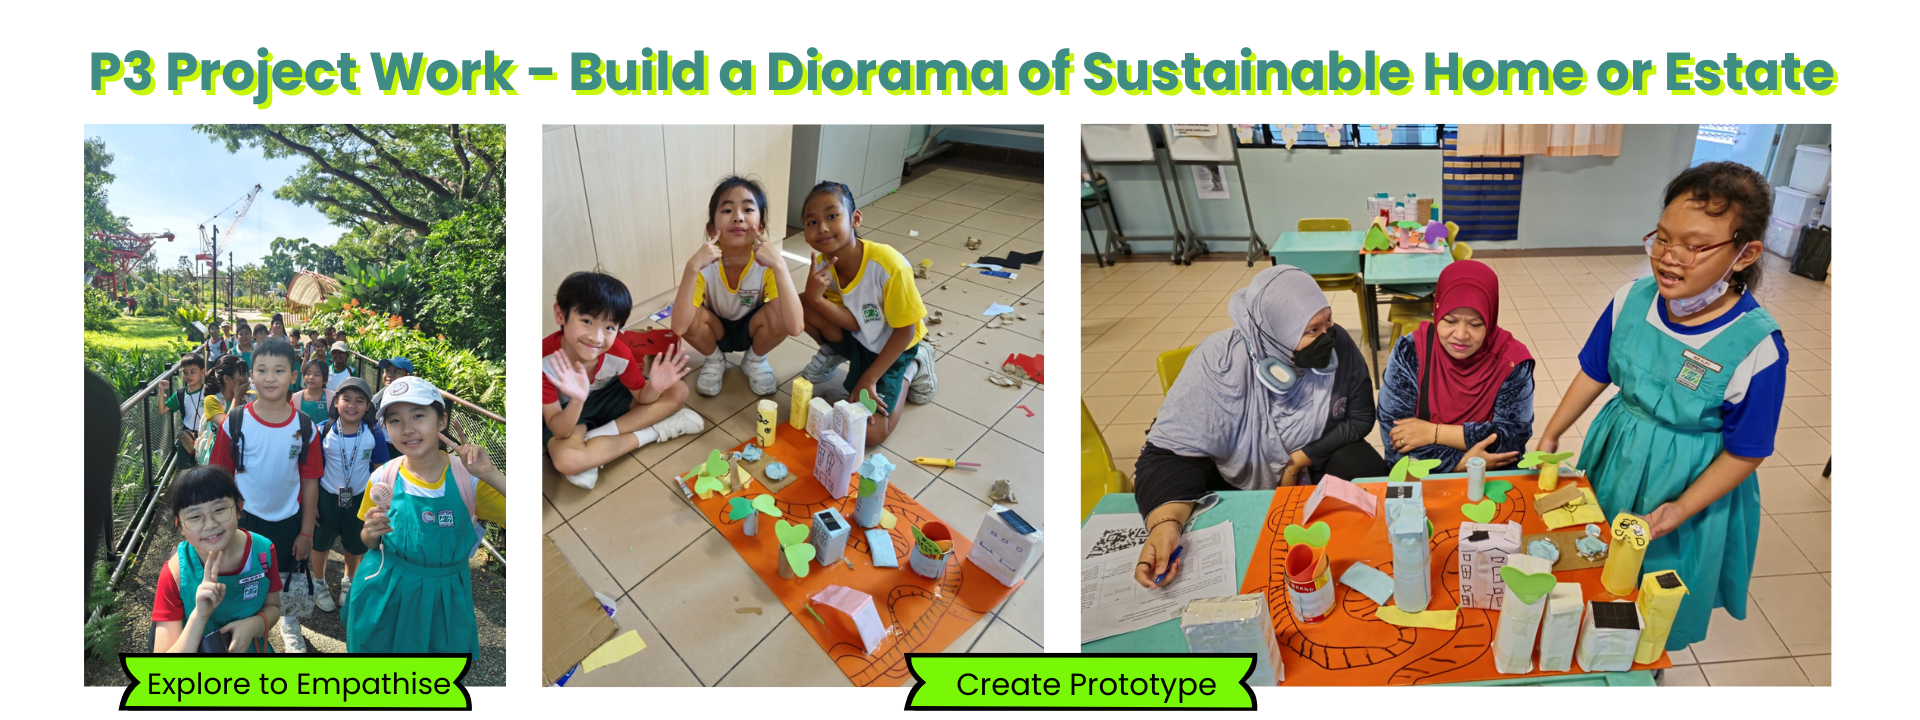 P3 Project Work - Build a Diorama of Sustainable Home or Estate
Explore to Empathise
Create Prototype